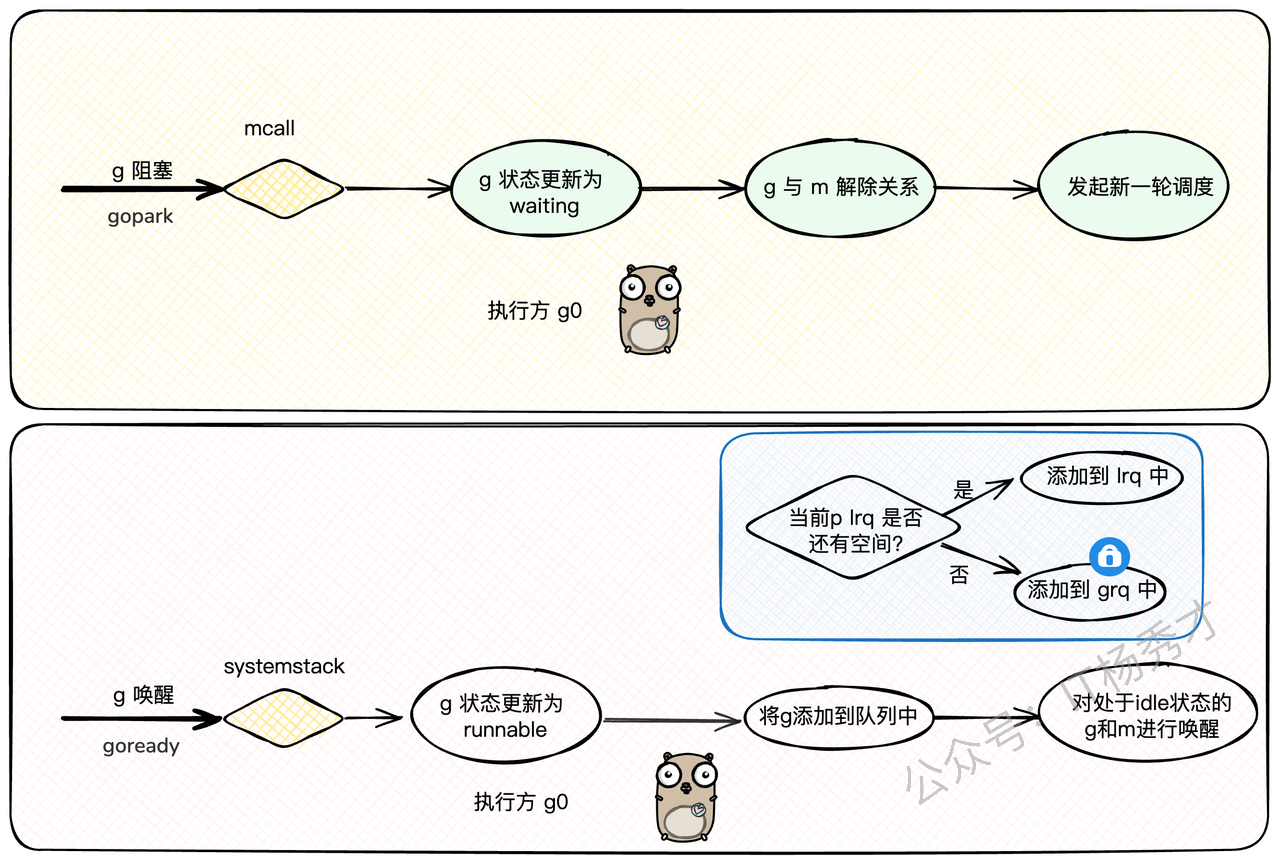 mcall
g 阻塞
gopark
g 状态更新为
waiting
g 与 m 解除关系
发起新一轮调度
执行方 g0
当前p lrq 是否
还有空间?
是
添加到 lrq 中
否
添加到 grq 中
systemstack
g 唤醒
goready
g 状态更新为
runnable
将g添加到队列中
对处于idle状态的
g和m进行唤醒
执行方 g0
公众号: IT杨秀才